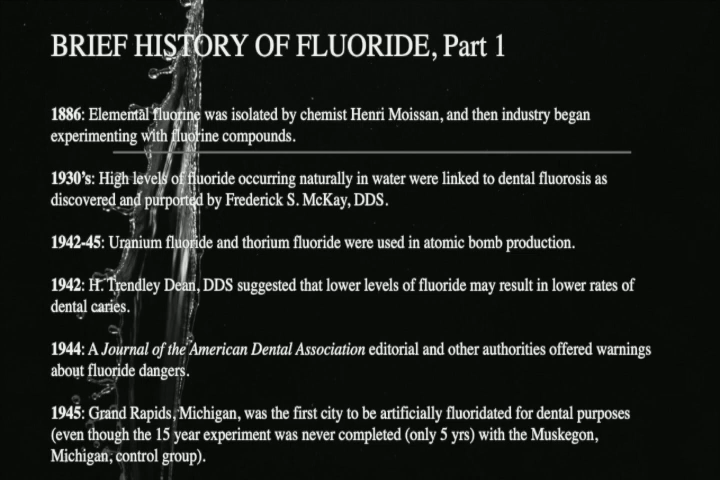 BRIEF HISTORY OF FLUORIDE, Part 1
1886: Elemental fluorine was isolated by chemist Henri Moissan, and then industry began
experimenting with fluorine compounds.
1930's: High levels of fluoride occurring naturally in water were linked to dental fluorosis as
discovered and purported by Frederick S. McKay, DDS.
1942-45: Uranium fluoride and thorium fluoride were used in atomic bomb production.
1942: H. Trendley Dean, DDS suggested that lower levels of fluoride may result in lower rates of
dental caries.
1944: A Journal of the American Dental Association editorial and other authorities offered warnings
about fluoride dangers.
1945: Grand Rapids, Michigan, was the first city to be artificially fluoridated for dental purposes
(even though the 15 year experiment was never completed (only 5 yrs) with the Muskegon,
Michigan, control group).